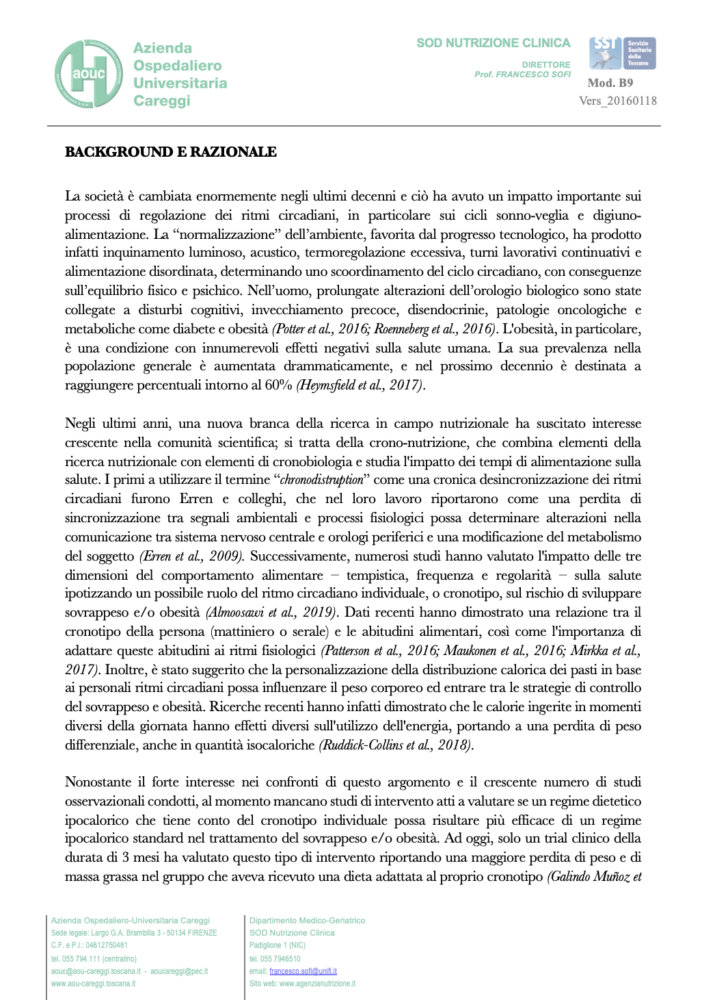 Azienda
Ospedaliero
Universitaria
Careggi
aouc
SOD NUTRIZIONE CLINICA
DIRETTORE
Prof. FRANCESCO SOFI
SST
Servizio
Sanitario
della
Toscana
Mod. B9
Vers_20160118
BACKGROUND E RAZIONALE
La società è cambiata enormemente negli ultimi decenni e ciò ha avuto un impatto importante sui
processi di regolazione dei ritmi circadiani, in particolare sui cicli sonno-veglia e digiuno-
alimentazione. La “normalizzazione” dell’ambiente, favorita dal progresso tecnologico, ha prodotto
infatti inquinamento luminoso, acustico, termoregolazione eccessiva, turni lavorativi continuativi e
alimentazione disordinata, determinando uno scoordinamento del ciclo circadiano, con conseguenze
sull’equilibrio fisico e psichico. Nell’uomo, prolungate alterazioni dell’orologio biologico sono state
collegate a disturbi cognitivi, invecchiamento precoce, disendocrinie, patologie oncologiche e
metaboliche come diabete e obesità (Potter et al., 2016; Roenneberg et al., 2016). L'obesità, in particolare,
è una condizione con innumerevoli effetti negativi sulla salute umana. La sua prevalenza nella
popolazione generale è aumentata drammaticamente, e nel prossimo decennio è destinata a
raggiungere percentuali intorno al 60% (Heymsfield et al., 2017).
Negli ultimi anni, una nuova branca della ricerca in campo nutrizionale ha suscitato interesse
crescente nella comunità scientifica; si tratta della crono-nutrizione, che combina elementi della
ricerca nutrizionale con elementi di cronobiologia e studia l'impatto dei tempi di alimentazione sulla
salute. I primi a utilizzare il termine “chronodistruption” come una cronica desincronizzazione dei ritmi
circadiani furono Erren e colleghi, che nel loro lavoro riportarono come una perdita di
sincronizzazione tra segnali ambientali e processi fisiologici possa determinare alterazioni nella
comunicazione tra sistema nervoso centrale e orologi periferici e una modificazione del metabolismo
del soggetto (Erren et al., 2009). Successivamente, numerosi studi hanno valutato l'impatto delle tre
dimensioni del comportamento alimentare – tempistica, frequenza e regolarità – sulla salute
ipotizzando un possibile ruolo del ritmo circadiano individuale, o cronotipo, sul rischio di sviluppare
sovrappeso e/o obesità (Almoosawi et al., 2019). Dati recenti hanno dimostrato una relazione tra il
cronotipo della persona (mattiniero o serale) e le abitudini alimentari, così come l'importanza di
adattare queste abitudini ai ritmi fisiologici (Patterson et al., 2016; Maukonen et al., 2016; Mirkka et al.,
2017). Inoltre, è stato suggerito che la personalizzazione della distribuzione calorica dei pasti in base
ai personali ritmi circadiani possa influenzare il peso corporeo ed entrare tra le strategie di controllo
del sovrappeso e obesità. Ricerche recenti hanno infatti dimostrato che le calorie ingerite in momenti
diversi della giornata hanno effetti diversi sull'utilizzo dell'energia, portando a una perdita di peso
differenziale, anche in quantità isocaloriche (Ruddick-Collins et al., 2018).
Nonostante il forte interesse nei confronti di questo argomento e il crescente numero di studi
osservazionali condotti, al momento mancano studi di intervento atti a valutare se un regime dietetico
ipocalorico che tiene conto del cronotipo individuale possa risultare più efficace di un regime
ipocalorico standard nel trattamento del sovrappeso e/o obesità. Ad oggi, solo un trial clinico della
durata di 3 mesi ha valutato questo tipo di intervento riportando una maggiore perdita di peso e di
massa grassa nel gruppo che aveva ricevuto una dieta adattata al proprio cronotipo (Galindo Muñoz et
Azienda Ospedaliero-Universitaria Careggi
Sede legale: Largo G.A. Brambilla 3 - 50134 FIRENZE
C.F. e P.I.: 04612750481
tel. 055 794.111 (centralino)
aouc@aou-careggi.toscana.it - aoucareggi@pec.it
www.aou-careggi.toscana.it
Dipartimento Medico-Geriatrico
SOD Nutrizione Clinica
Padiglione 1 (NIC)
tel. 055 7946510
email: francesco.sofi@unifi.it
Sito web: www.agenzianutrizione.it